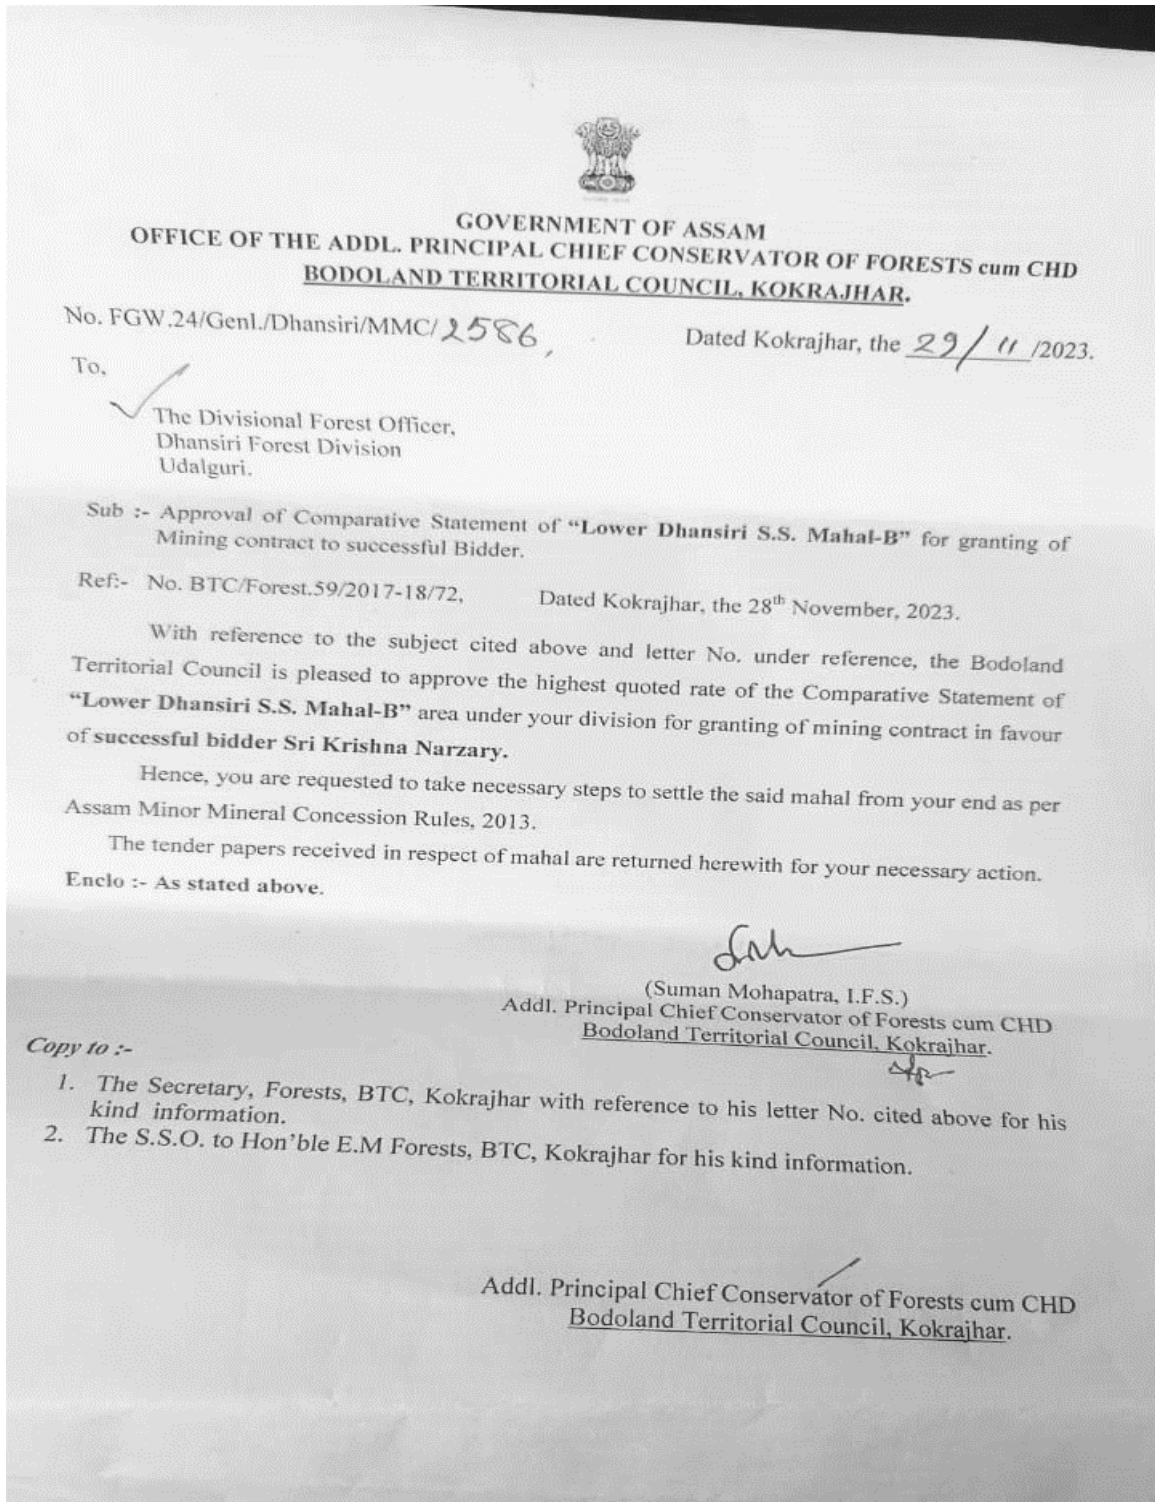 GOVERNMENT OF ASSAM
OFFICE OF THE ADDL. PRINCIPAL CHIEF CONSERVATOR OF FORESTS cum CHD
BODOLAND TERRITORIAL COUNCIL, KOKRAJHAR.
No. FGW.24/Genl./Dhansiri/MMC/2586, Dated Kokrajhar, the 29/11/2023.
To,
The Divisional Forest Officer,
Dhansiri Forest Division
Udalguri.
Sub :- Approval of Comparative Statement of “Lower Dhansiri S.S. Mahal-B” for granting of
Mining contract to successful Bidder.
Ref:- No. BTC/Forest.59/2017-18/72, Dated Kokrajhar, the 28th November, 2023.
With reference to the subject cited above and letter No. under reference, the Bodoland
Territorial Council is pleased to approve the highest quoted rate of the Comparative Statement of
“Lower Dhansiri S.S. Mahal-B” area under your division for granting of mining contract in favour
of successful bidder Sri Krishna Narzary.
Hence, you are requested to take necessary steps to settle the said mahal from your end as per
Assam Minor Mineral Concession Rules, 2013.
The tender papers received in respect of mahal are returned herewith for your necessary action.
Enclo :- As stated above.
(Suman Mohapatra, I.F.S.)
Addl. Principal Chief Conservator of Forests cum CHD
Bodoland Territorial Council, Kokrajhar.
Copy to :-
1. The Secretary, Forests, BTC, Kokrajhar with reference to his letter No. cited above for his
kind information.
2. The S.S.O. to Hon’ble E.M Forests, BTC, Kokrajhar for his kind information.
Addl. Principal Chief Conservator of Forests cum CHD
Bodoland Territorial Council, Kokrajhar.